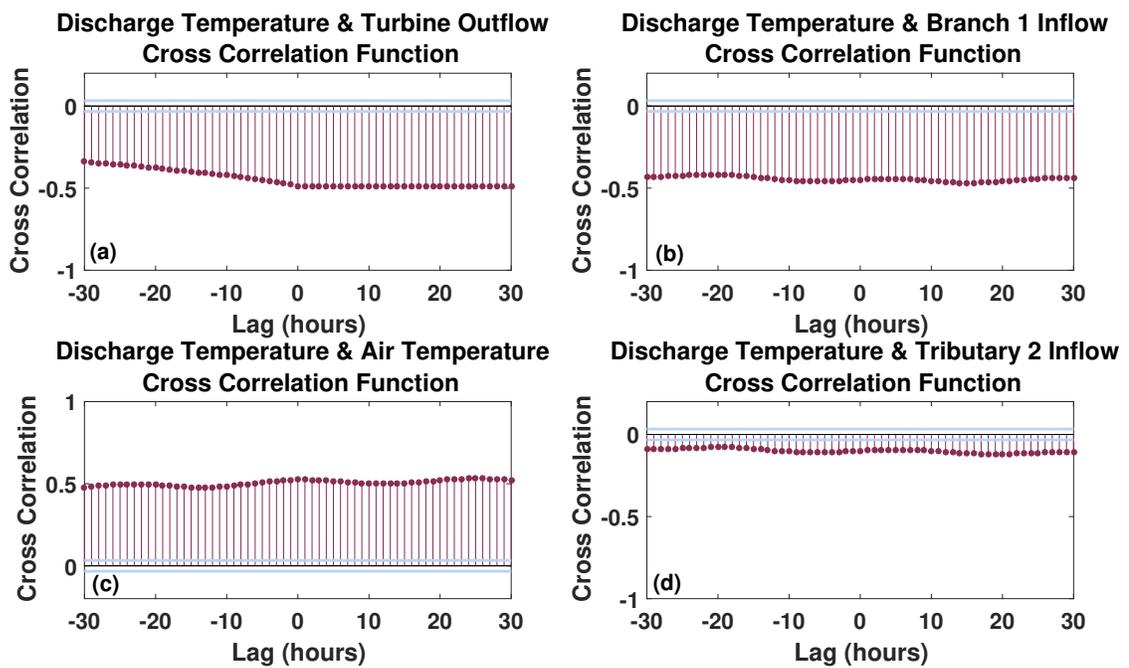 Discharge Temperature & Turbine Outflow
Cross Correlation Function
Cross Correlation
0
-0.5
-1
(a)
-30 -20 -10 0 10 20 30
Lag (hours)
Discharge Temperature & Branch 1 Inflow
Cross Correlation Function
Cross Correlation
0
-0.5
-1
(b)
-30 -20 -10 0 10 20 30
Lag (hours)
Discharge Temperature & Air Temperature
Cross Correlation Function
Cross Correlation
1
0.5
0
(c)
-30 -20 -10 0 10 20 30
Lag (hours)
Discharge Temperature & Tributary 2 Inflow
Cross Correlation Function
Cross Correlation
0
-0.5
-1
(d)
-30 -20 -10 0 10 20 30
Lag (hours)